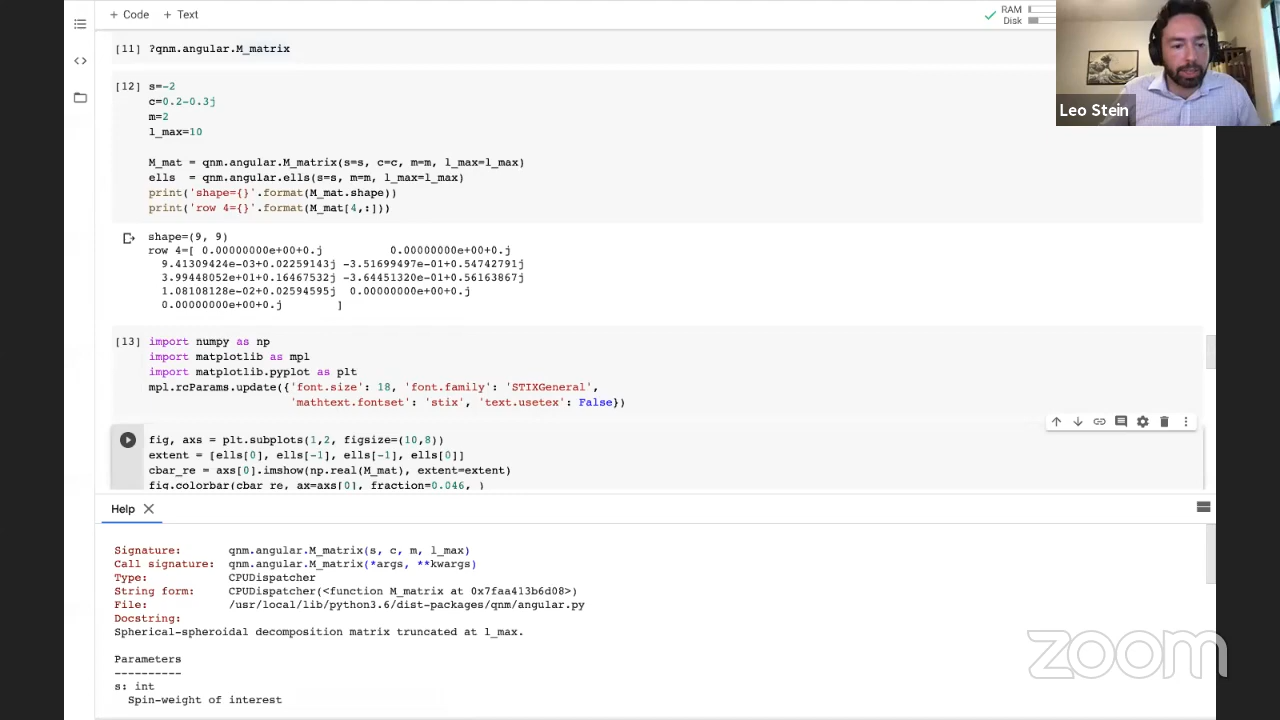 + Code + Text
RAM
Disk
Leo Stein
[11] ?qnm.angular.M_matrix
[12] s=-2
c=0.2-0.3j
m=2
l_max=10
M_mat = qnm.angular.M_matrix(s=s, c=c, m=m, l_max=l_max)
ells = qnm.angular.ells(s=s, m=m, l_max=l_max)
print('shape={}'.format(M_mat.shape))
print('row 4={}'.format(M_mat[4,:]))
shape=(9, 9)
row 4=[ 0.00000000e+00+0.j 0.00000000e+00+0.j
9.41309424e-03+0.02259143j -3.51699497e-01+0.54742791j
3.99448052e+01+0.16467532j -3.64451320e-01+0.56163867j
1.08108128e-02+0.02594595j 0.00000000e+00+0.j
0.00000000e+00+0.j ]
[13] import numpy as np
import matplotlib as mpl
import matplotlib.pyplot as plt
mpl.rcParams.update({'font.size': 18, 'font.family': 'STIXGeneral',
'mathtext.fontset': 'stix', 'text.usetex': False})
fig, axs = plt.subplots(1,2, figsize=(10,8))
extent = [ells[0], ells[-1], ells[-1], ells[0]]
cbar_re = axs[0].imshow(np.real(M_mat), extent=extent)
fig.colorbar(cbar_re, ax=axs[0], fraction=0.046, )
Help
Signature: qnm.angular.M_matrix(s, c, m, l_max)
Call signature: qnm.angular.M_matrix(*args, **kwargs)
Type: CPUDispatcher
String form: CPUDispatcher(<function M_matrix at 0x7faa413b6d08>)
File: /usr/local/lib/python3.6/dist-packages/qnm/angular.py
Docstring:
Spherical-spheroidal decomposition matrix truncated at l_max.
Parameters
----------
s: int
Spin-weight of interest
zoom